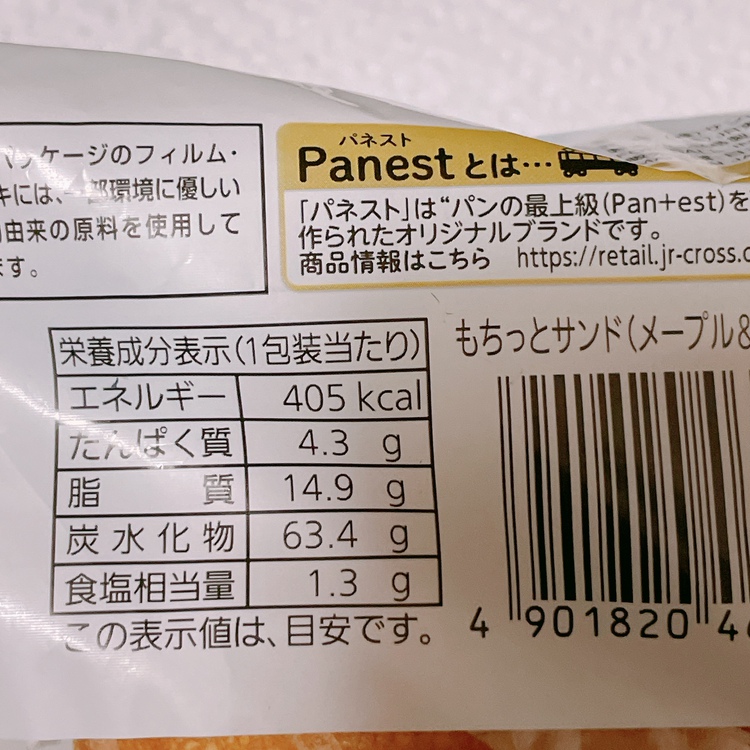 パッケージのフィルム・
キには、一部環境に優しい
由来の原料を使用して
ます。
パネスト
Panestとは…
「パネスト」は“パンの最上級(Pan+est)を
作られたオリジナルブランドです。
商品情報はこちら https://retail.jr-cross.c
栄養成分表示(1包装当たり)
エネルギー 405 kcal
たんぱく質 4.3 g
脂質 14.9 g
炭水化物 63.4 g
食塩相当量 1.3 g
この表示値は、目安です。
もちっとサンド(メープル&
4 901820 4